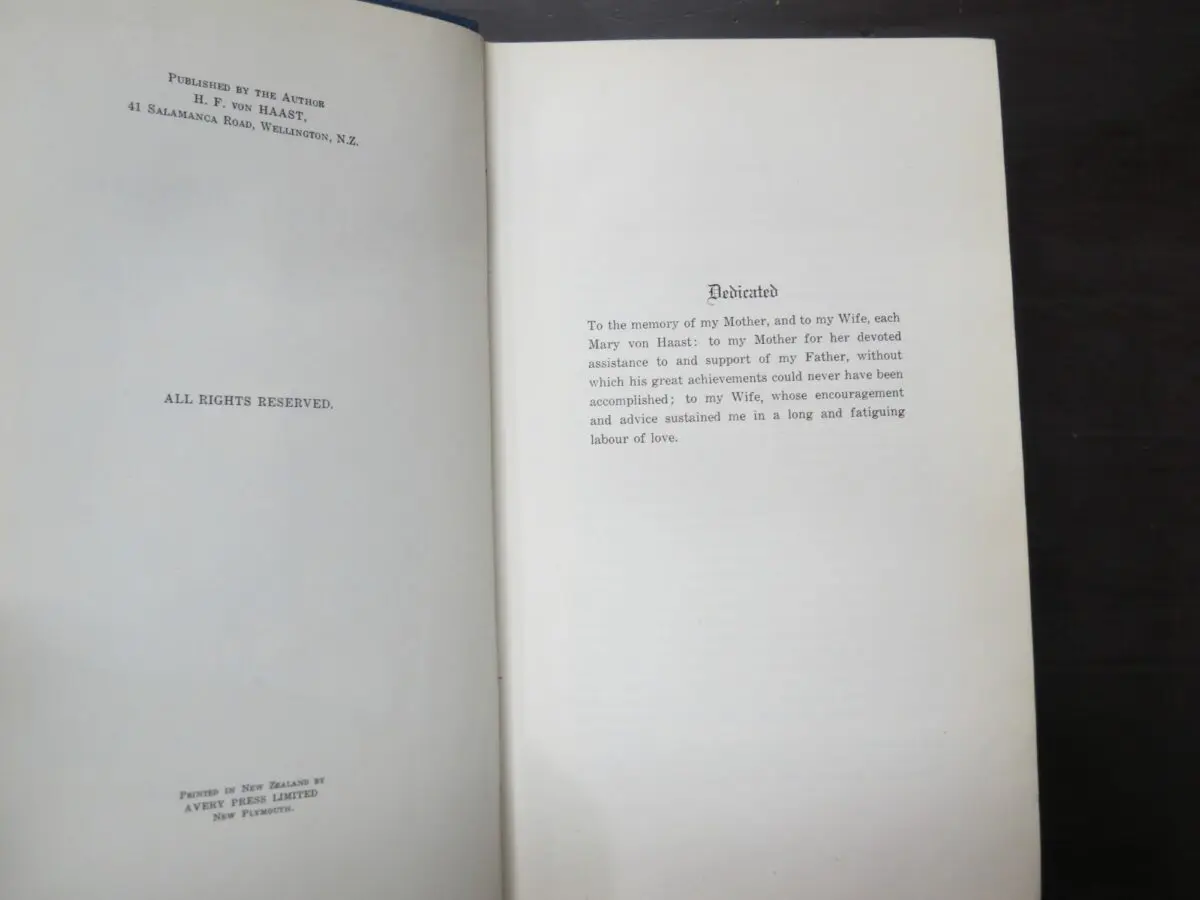 Published by the Author
H. F. von HAAST,
41 Salamanca Road, Wellington, N.Z.
ALL RIGHTS RESERVED.
Printed in New Zealand by
AVERY PRESS LIMITED
New Plymouth.
Dedicated
To the memory of my Mother, and to my Wife, each
Mary von Haast: to my Mother for her devoted
assistance to and support of my Father, without
which his great achievements could never have been
accomplished; to my Wife, whose encouragement
and advice sustained me in a long and fatiguing
labour of love.